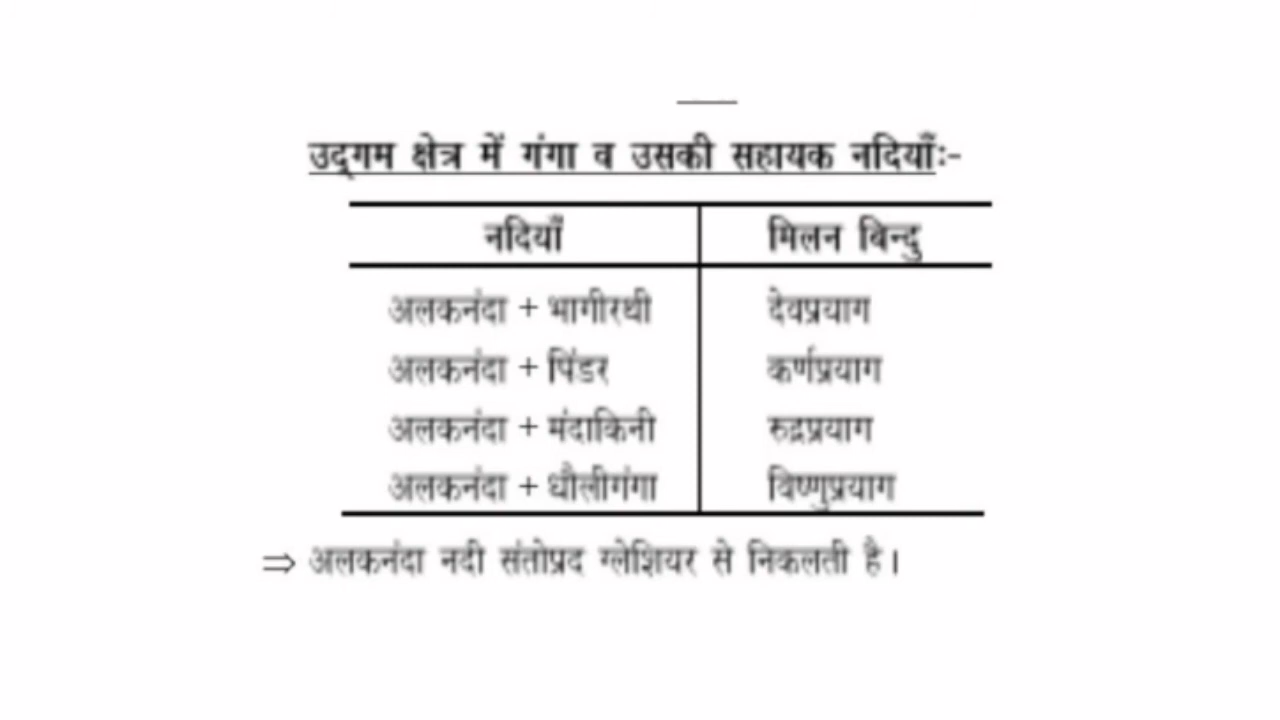 उद्गम क्षेत्र में गंगा व उसकी सहायक नदियाँः-
नदियाँ मिलन बिन्दु
अलकनंदा + भागीरथी देवप्रयाग
अलकनंदा + पिंडर कर्णप्रयाग
अलकनंदा + मंदाकिनी रुद्रप्रयाग
अलकनंदा + धौलीगंगा विष्णुप्रयाग
⇒ अलकनंदा नदी संतोप्रद ग्लेशियर से निकलती है।